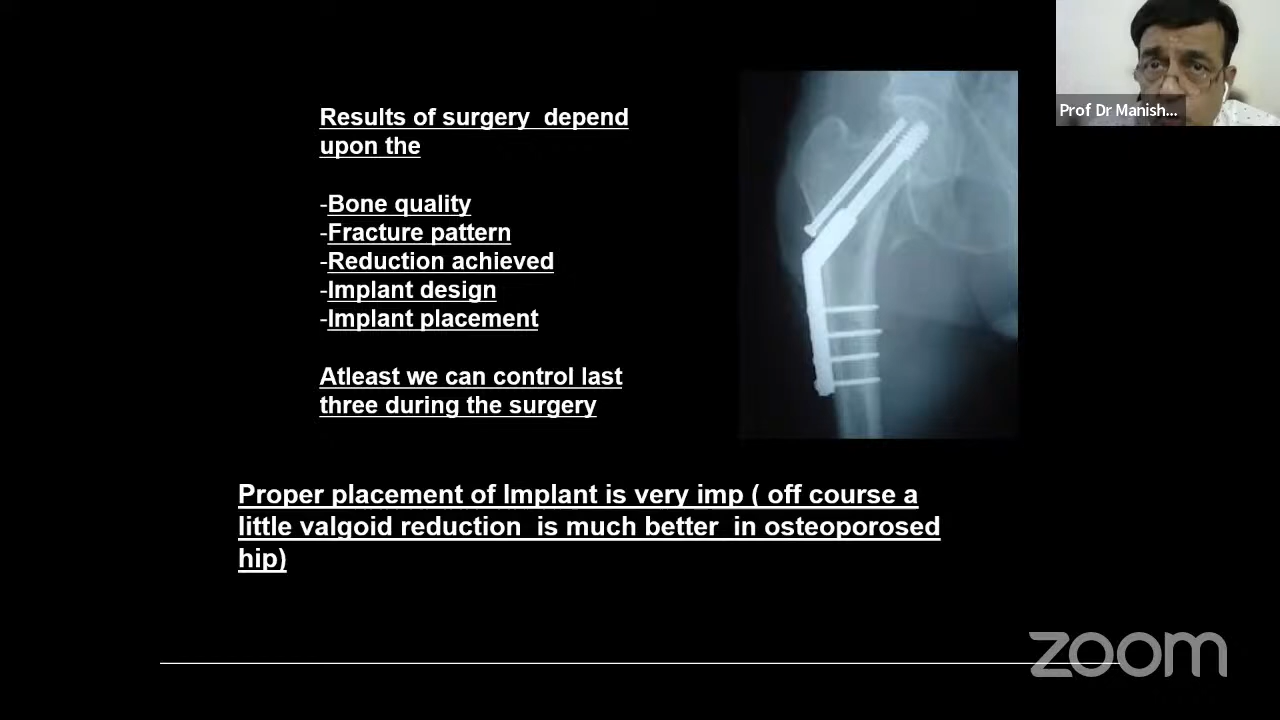 Results of surgery  depend
upon the
-Bone quality
-Fracture pattern
-Reduction achieved
-Implant design
-Implant placement
Atleast we can control last
three during the surgery
Proper placement of Implant is very imp ( off course a
little valgoid reduction  is much better  in osteoporosed
hip)
Prof Dr Manish...
zoom